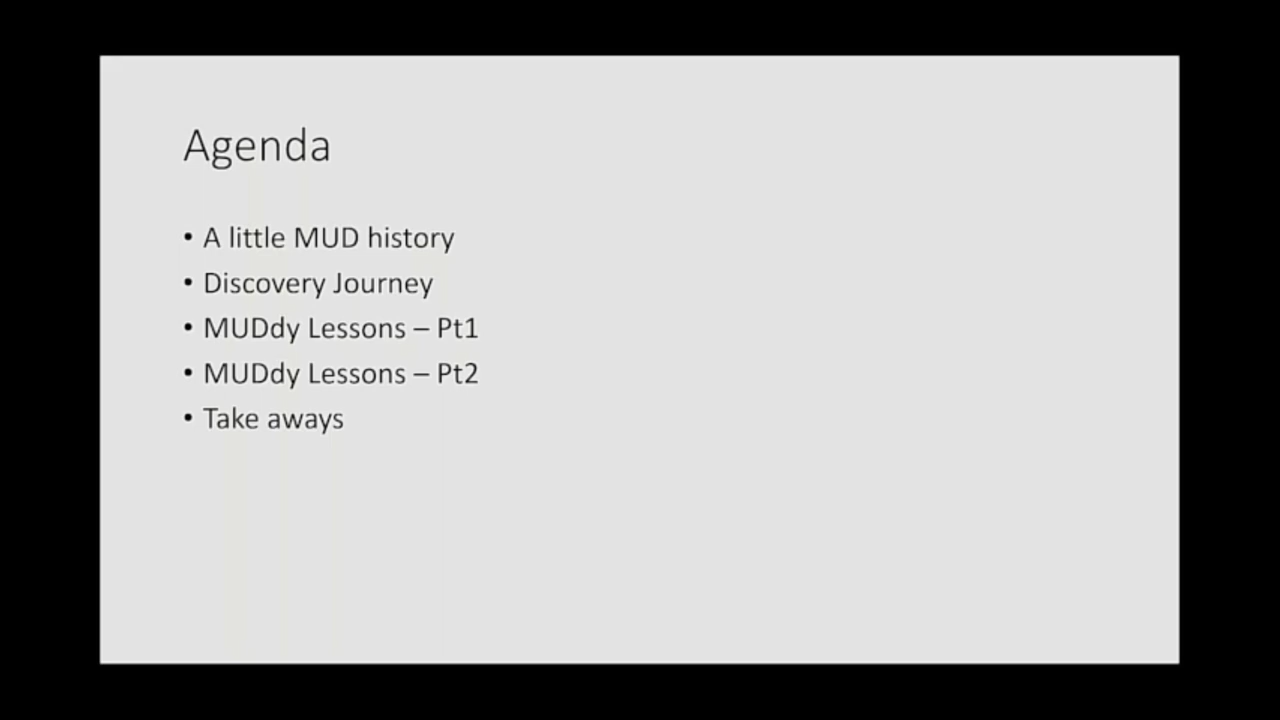 Agenda
• A little MUD history
• Discovery Journey
• MUDdy Lessons – Pt1
• MUDdy Lessons – Pt2
• Take aways